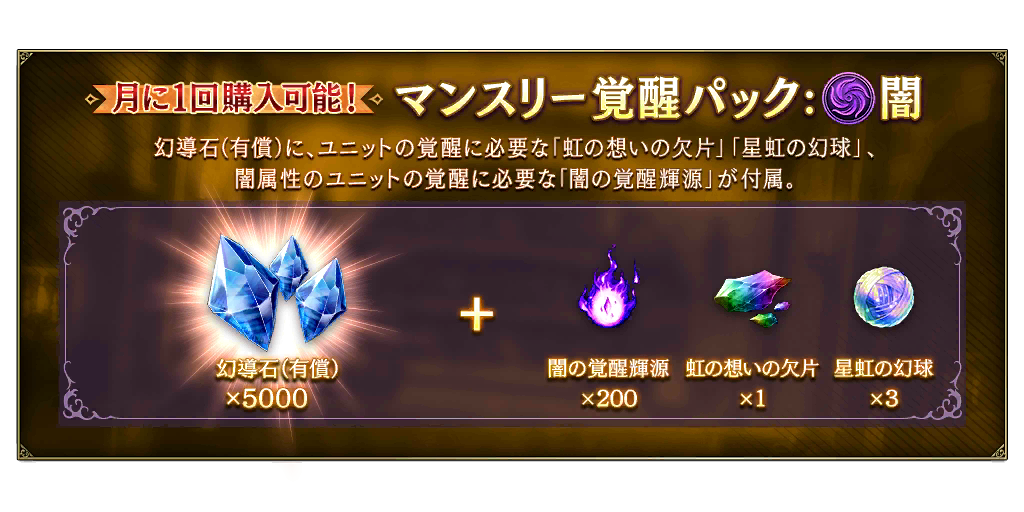 月に1回購入可能!
マンスリー覚醒パック:闇
幻導石(有償)に、ユニットの覚醒に必要な「虹の想いの欠片」「星虹の幻球」、
闇属性のユニットの覚醒に必要な「闇の覚醒輝源」が付属。
幻導石(有償)
×5000
+
闇の覚醒輝源
×200
虹の想いの欠片
×1
星虹の幻球
×3